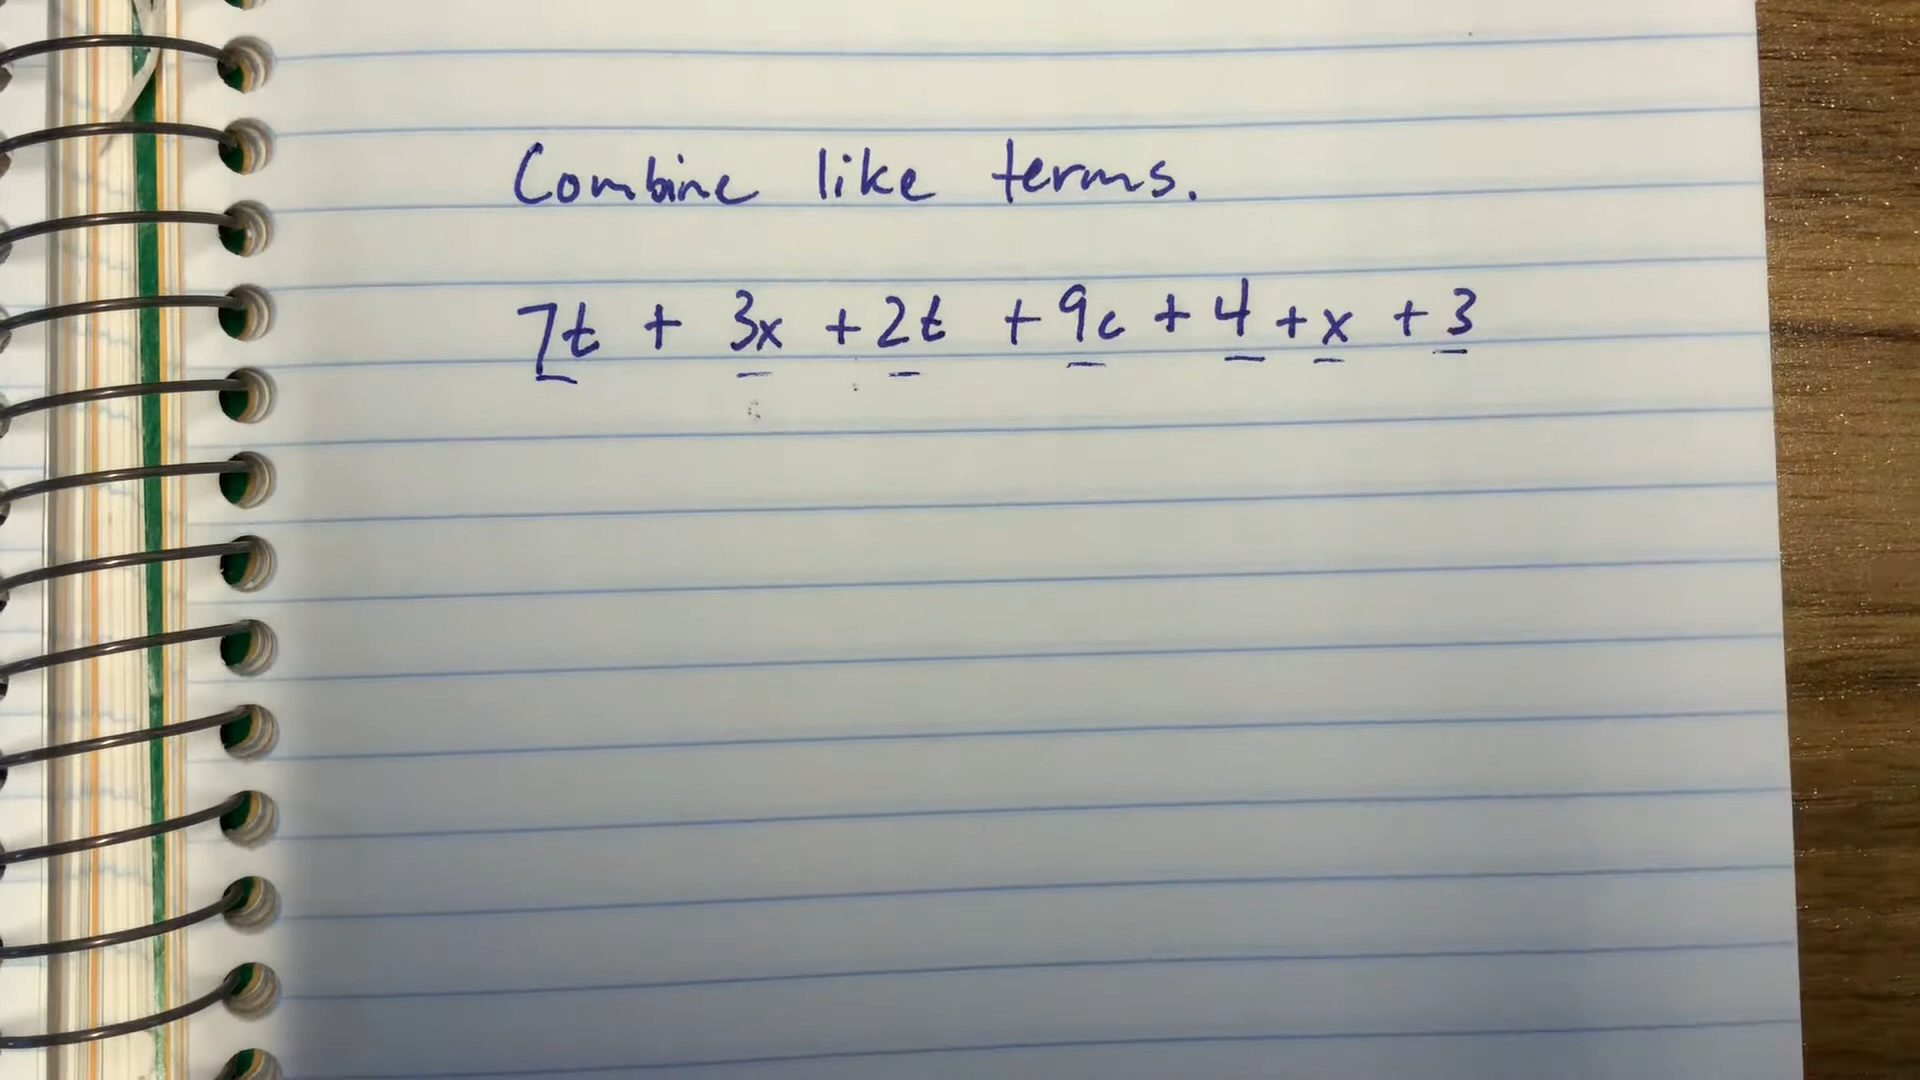 Combine like terms.
7t + 3x + 2t + 9c + 4 + x + 3